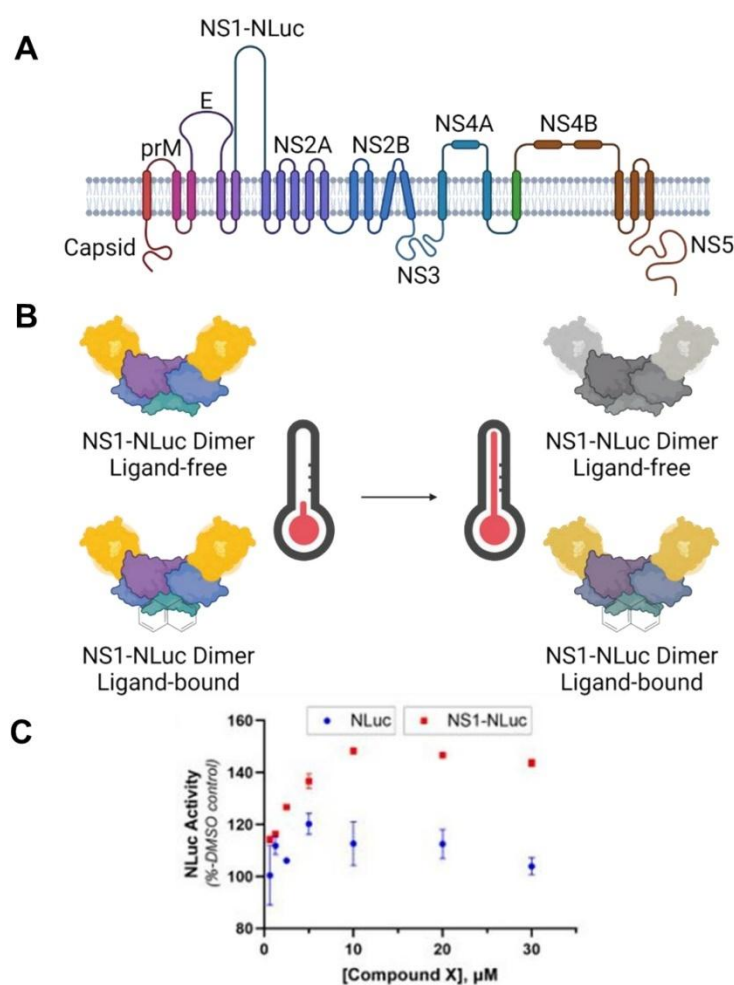 A
NS1-NLuc
E
prM
NS2A
NS2B
NS4A
NS4B
Capsid
NS3
NS5
B
NS1-NLuc Dimer
Ligand-free
NS1-NLuc Dimer
Ligand-free
NS1-NLuc Dimer
Ligand-bound
NS1-NLuc Dimer
Ligand-bound
C
NLuc
NS1-NLuc
NLuc Activity
(%-DMSO control)
160
140
120
100
80
0
10
20
30
[Compound X], μM